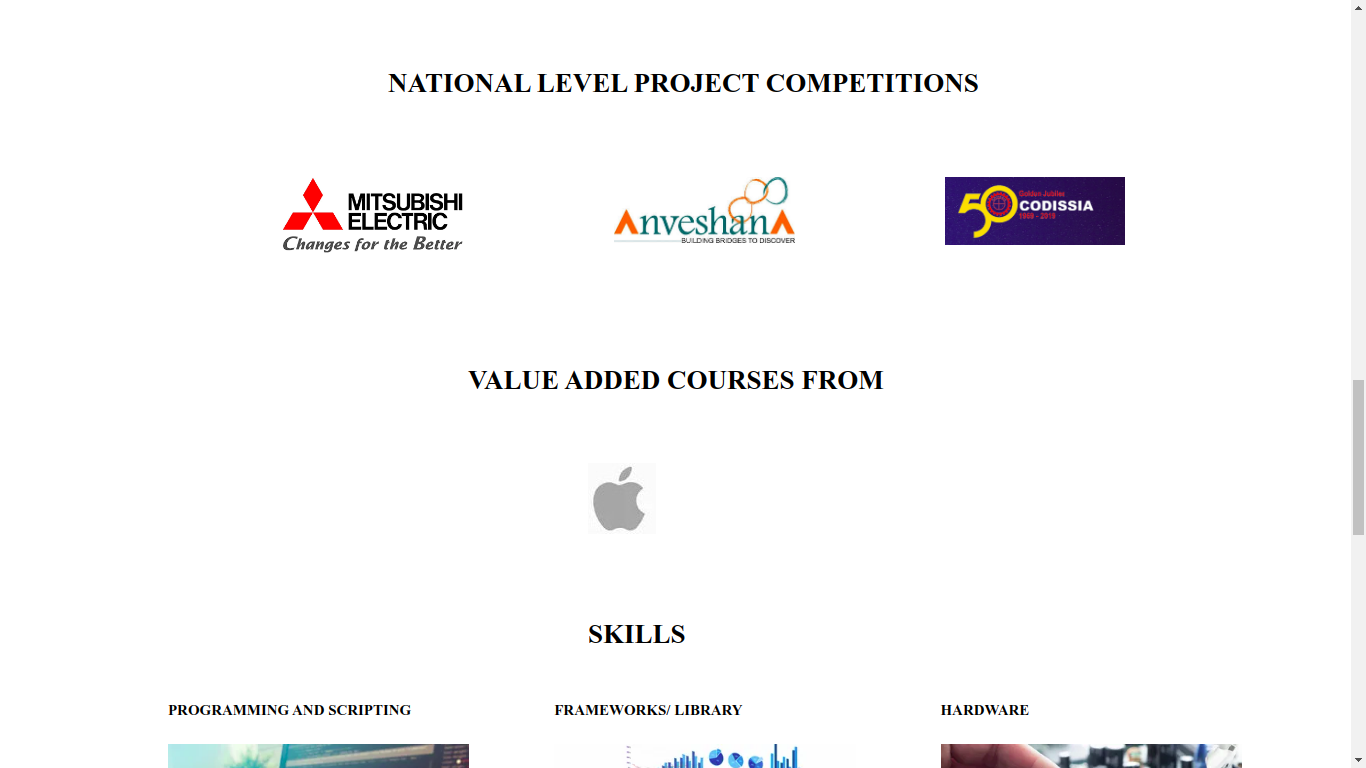 NATIONAL LEVEL PROJECT COMPETITIONS
MITSUBISHI
ELECTRIC
Changes for the Better
AnveshanA
BUILDING BRIDGES TO DISCOVER
50
Golden Jubilee
CODISSIA
1969 - 2019
VALUE ADDED COURSES FROM
SKILLS
PROGRAMMING AND SCRIPTING
FRAMEWORKS/ LIBRARY
HARDWARE